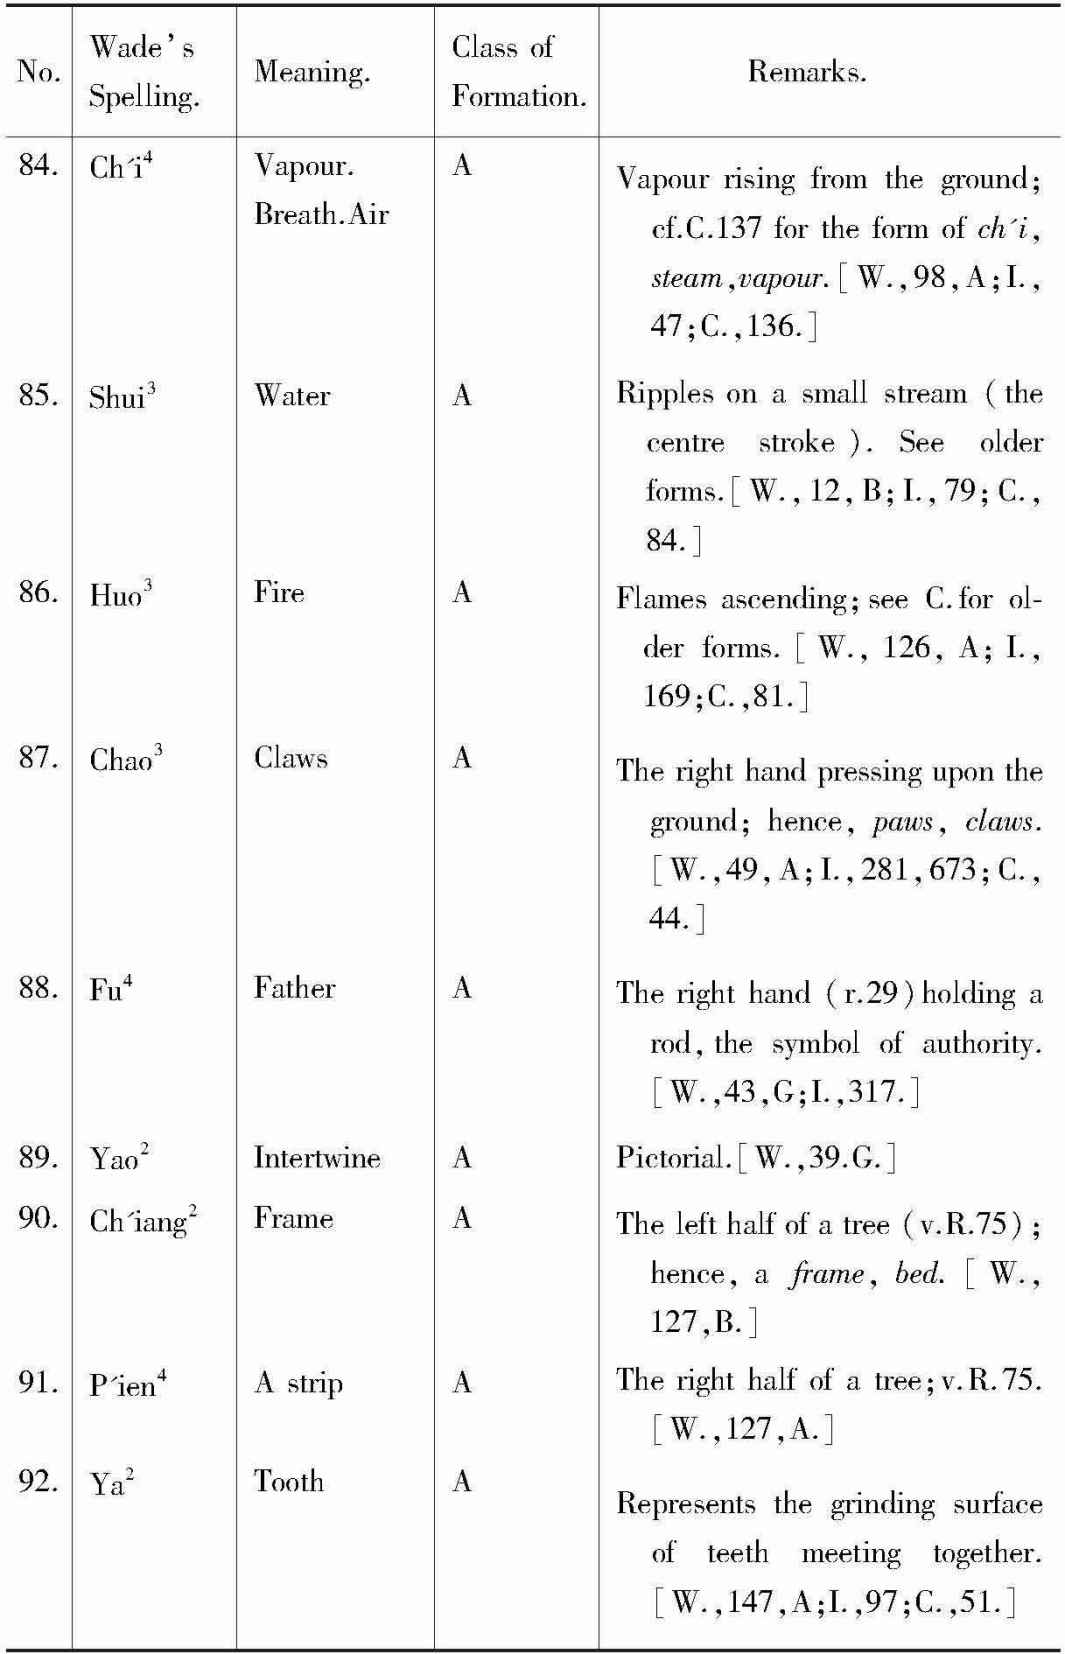 No. Wade's Spelling. Meaning. Class of Formation. Remarks.
84. Ch´i⁴ Vapour. A Vapour rising from the ground;
Breath.Air cf.C.137 for the form of ch´i,
steam,vapour.[W.,98,A;I.,
47;C.,136.]
85. Shui³ Water A Ripples on a small stream (the
centre stroke). See older
forms.[W.,12,B;I.,79;C.,
84.]
86. Huo³ Fire A Flames ascending;see C.for ol-
der forms. [W., 126, A; I.,
169;C.,81.]
87. Chao³ Claws A The right hand pressing upon the
ground; hence, paws, claws.
[W.,49,A;I.,281,673;C.,
44.]
88. Fu⁴ Father A The right hand (r.29)holding a
rod,the symbol of authority.
[W.,43,G;I.,317.]
89. Yao² Intertwine A Pictorial.[W.,39.G.]
90. Ch´iang² Frame A The left half of a tree (v.R.75);
hence, a frame, bed. [W.,
127,B.]
91. P´ien⁴ A strip A The right half of a tree;v.R.75.
[W.,127,A.]
92. Ya² Tooth A Represents the grinding surface
of teeth meeting together.
[W.,147,A;I.,97;C.,51.]